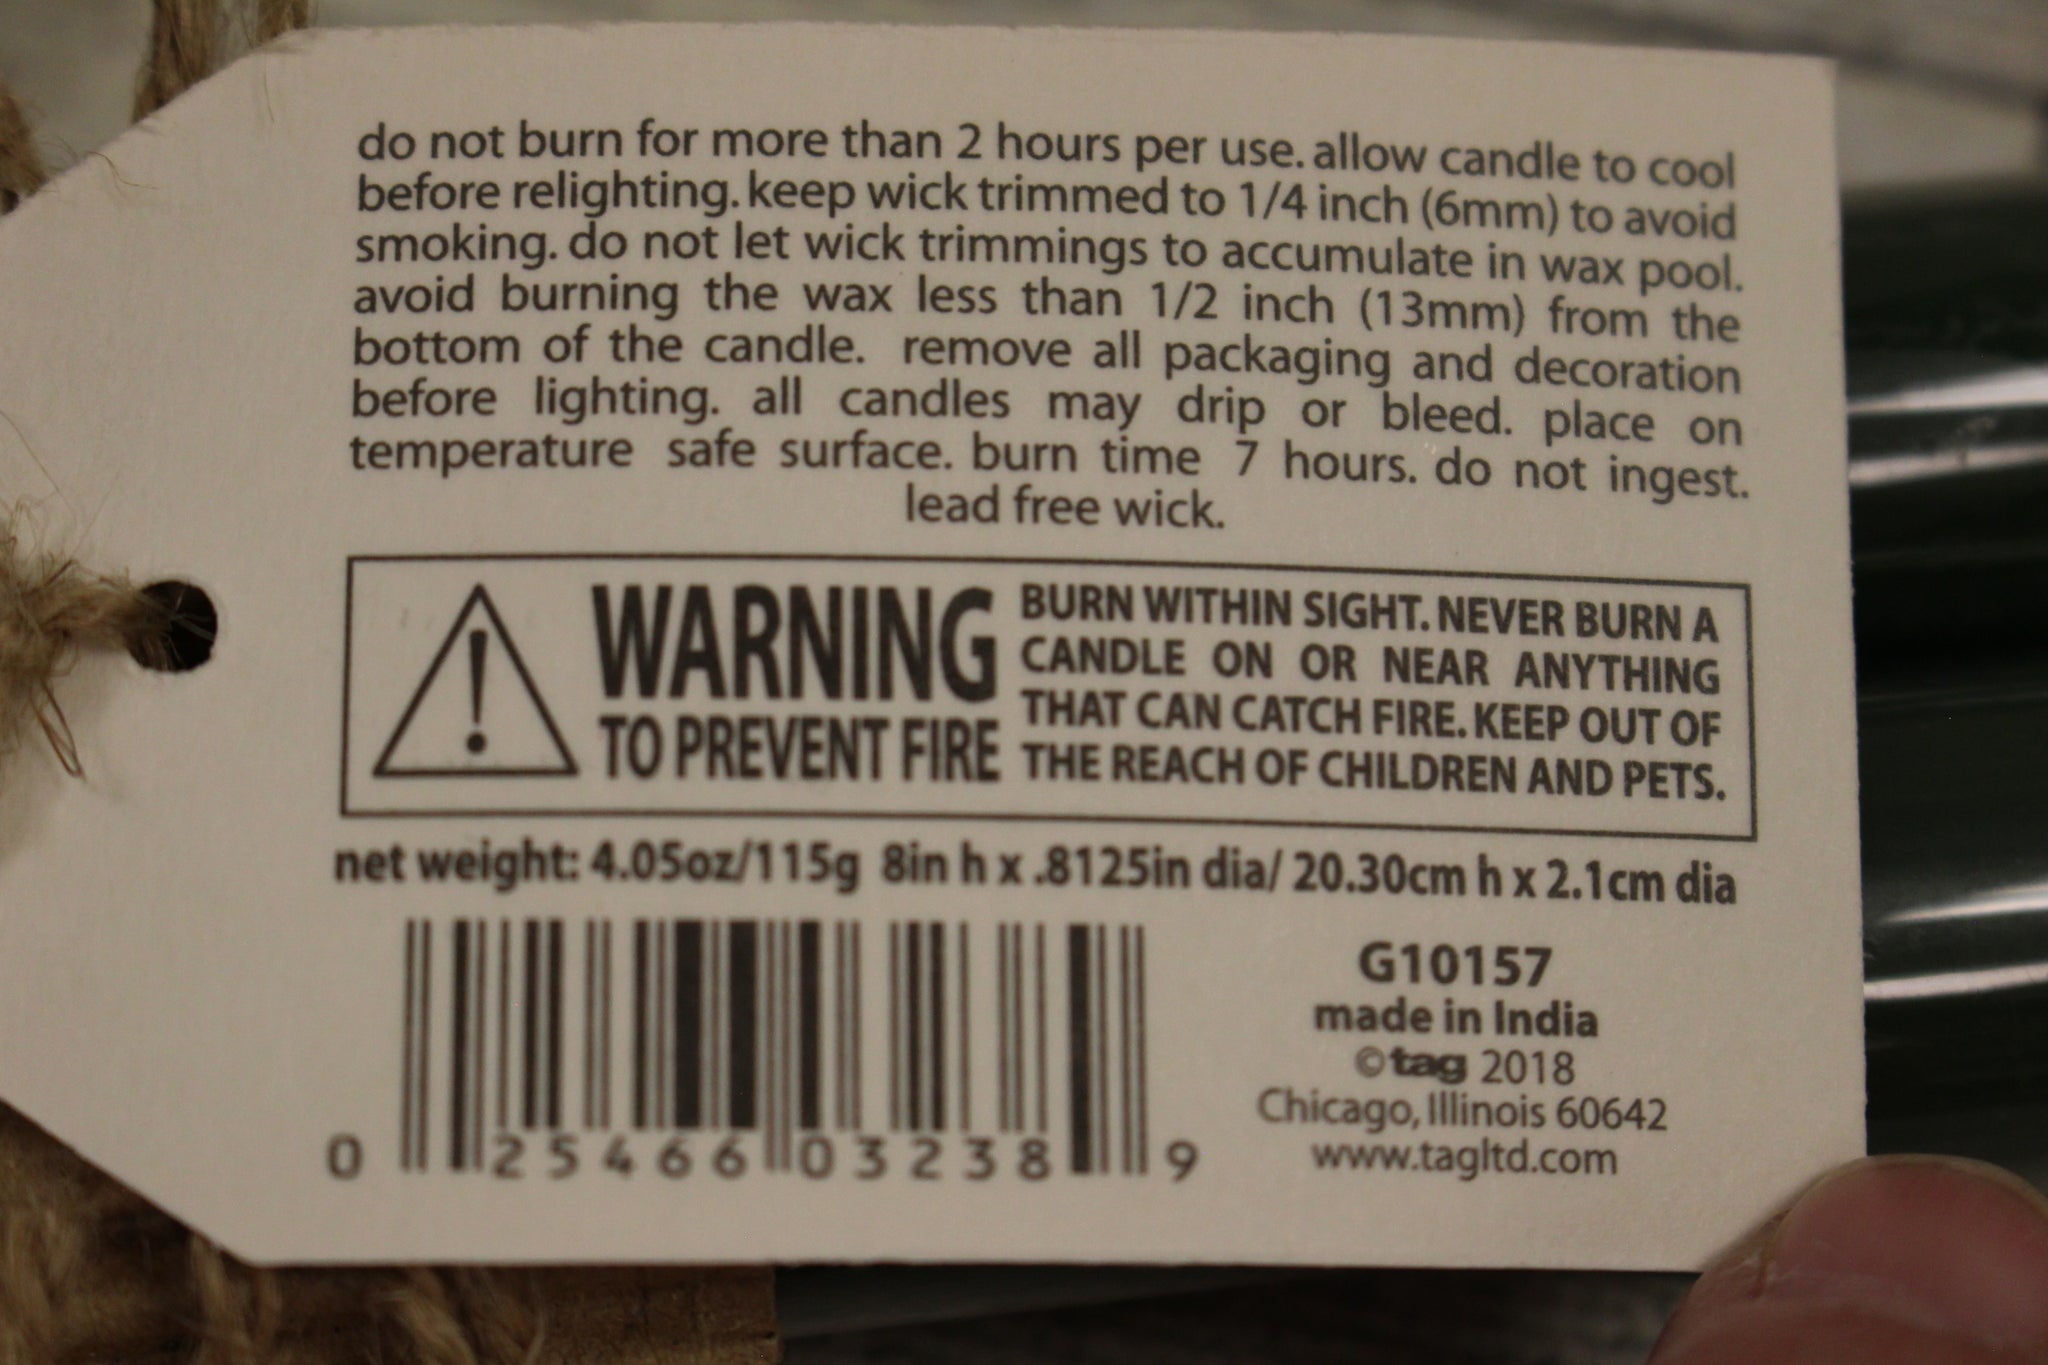 do not burn for more than 2 hours per use. allow candle to cool
before relighting. keep wick trimmed to 1/4 inch (6mm) to avoid
smoking. do not let wick trimmings to accumulate in wax pool.
avoid burning the wax less than 1/2 inch (13mm) from the
bottom of the candle. remove all packaging and decoration
before lighting. all candles may drip or bleed. place on
temperature safe surface. burn time 7 hours. do not ingest.
lead free wick.
WARNING
TO PREVENT FIRE
BURN WITHIN SIGHT. NEVER BURN A
CANDLE ON OR NEAR ANYTHING
THAT CAN CATCH FIRE. KEEP OUT OF
THE REACH OF CHILDREN AND PETS.
net weight: 4.05oz/115g 8in h x .8125in dia/ 20.30cm h x 2.1cm dia
0 25466 03238 9
G10157
made in India
©tag 2018
Chicago, Illinois 60642
www.tagltd.com